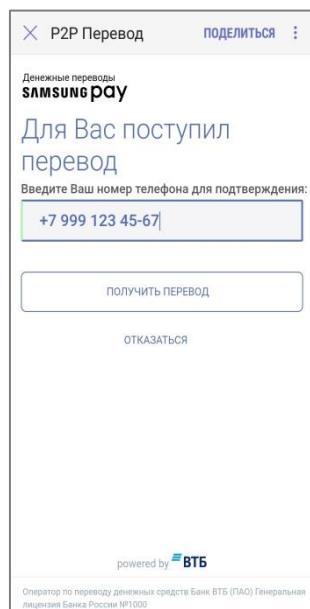 P2P Перевод
ПОДЕЛИТЬСЯ
Денежные переводы
SAMSUNG pay
Для Вас поступил
перевод
Введите Ваш номер телефона для подтверждения:
+7 999 123 45-67
ПОЛУЧИТЬ ПЕРЕВОД
ОТКАЗАТЬСЯ
powered by ВТБ
Оператор по переводу денежных средств Банк ВТБ (ПАО) Генеральная
лицензия Банка России №1000